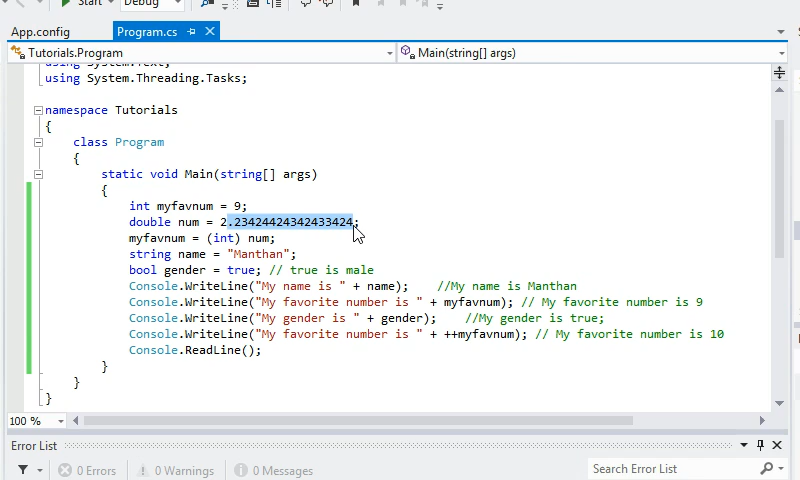 Start Debug
App.config Program.cs
Tutorials.Program Main(string[] args)
using System.Text;
using System.Threading.Tasks;
namespace Tutorials
{
class Program
{
static void Main(string[] args)
{
int myfavnum = 9;
double num = 2.23424424342433424;
myfavnum = (int) num;
string name = "Manthan";
bool gender = true; // true is male
Console.WriteLine("My name is " + name); //My name is Manthan
Console.WriteLine("My favorite number is " + myfavnum); // My favorite number is 9
Console.WriteLine("My gender is " + gender); //My gender is true;
Console.WriteLine("My favorite number is " + ++myfavnum); // My favorite number is 10
Console.ReadLine();
}
}
}
100 %
Error List
0 Errors 0 Warnings 0 Messages Search Error List